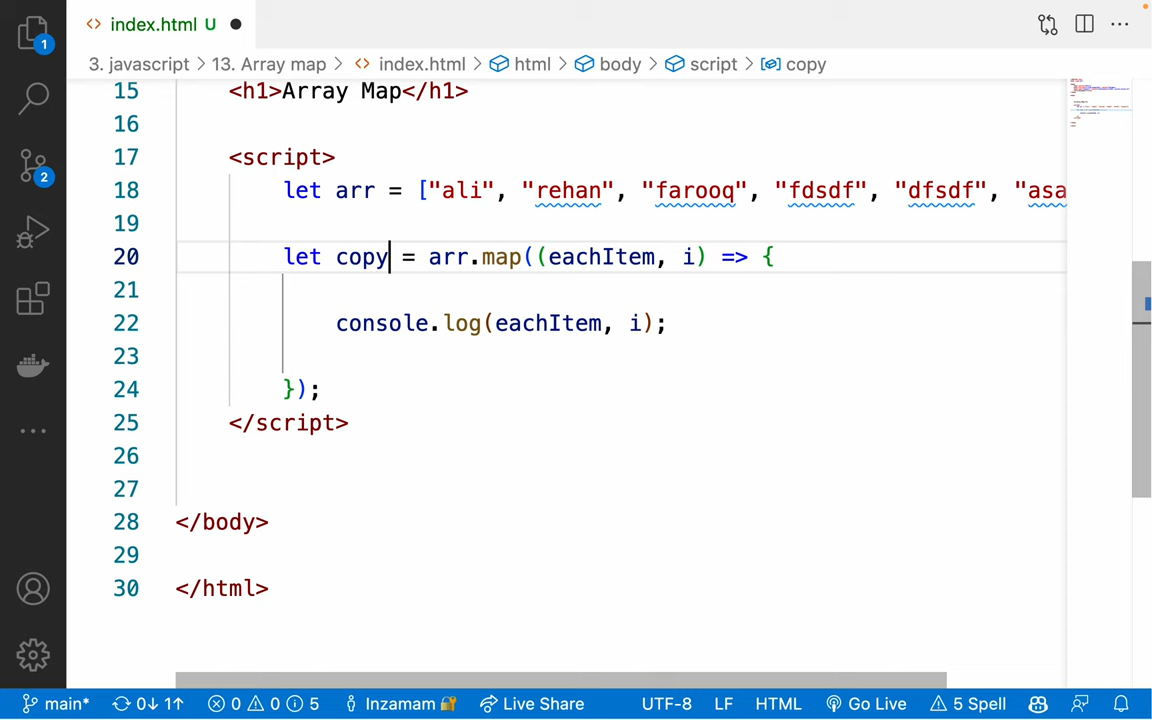 index.html U
1
3. javascript > 13. Array map > <> index.html > html > body > script > copy
15 <h1>Array Map</h1>
16
17 <script>
18 let arr = ["ali", "rehan", "farooq", "fdsdf", "dfsdf", "asa
19
2
20 let copy = arr.map((eachItem, i) => {
21
22 console.log(eachItem, i);
23
24 });
25 </script>
26
27
28 </body>
29
30 </html>
main* 0↓ 1↑ 0 0 5 Inzamam Live Share UTF-8 LF HTML Go Live 5 Spell